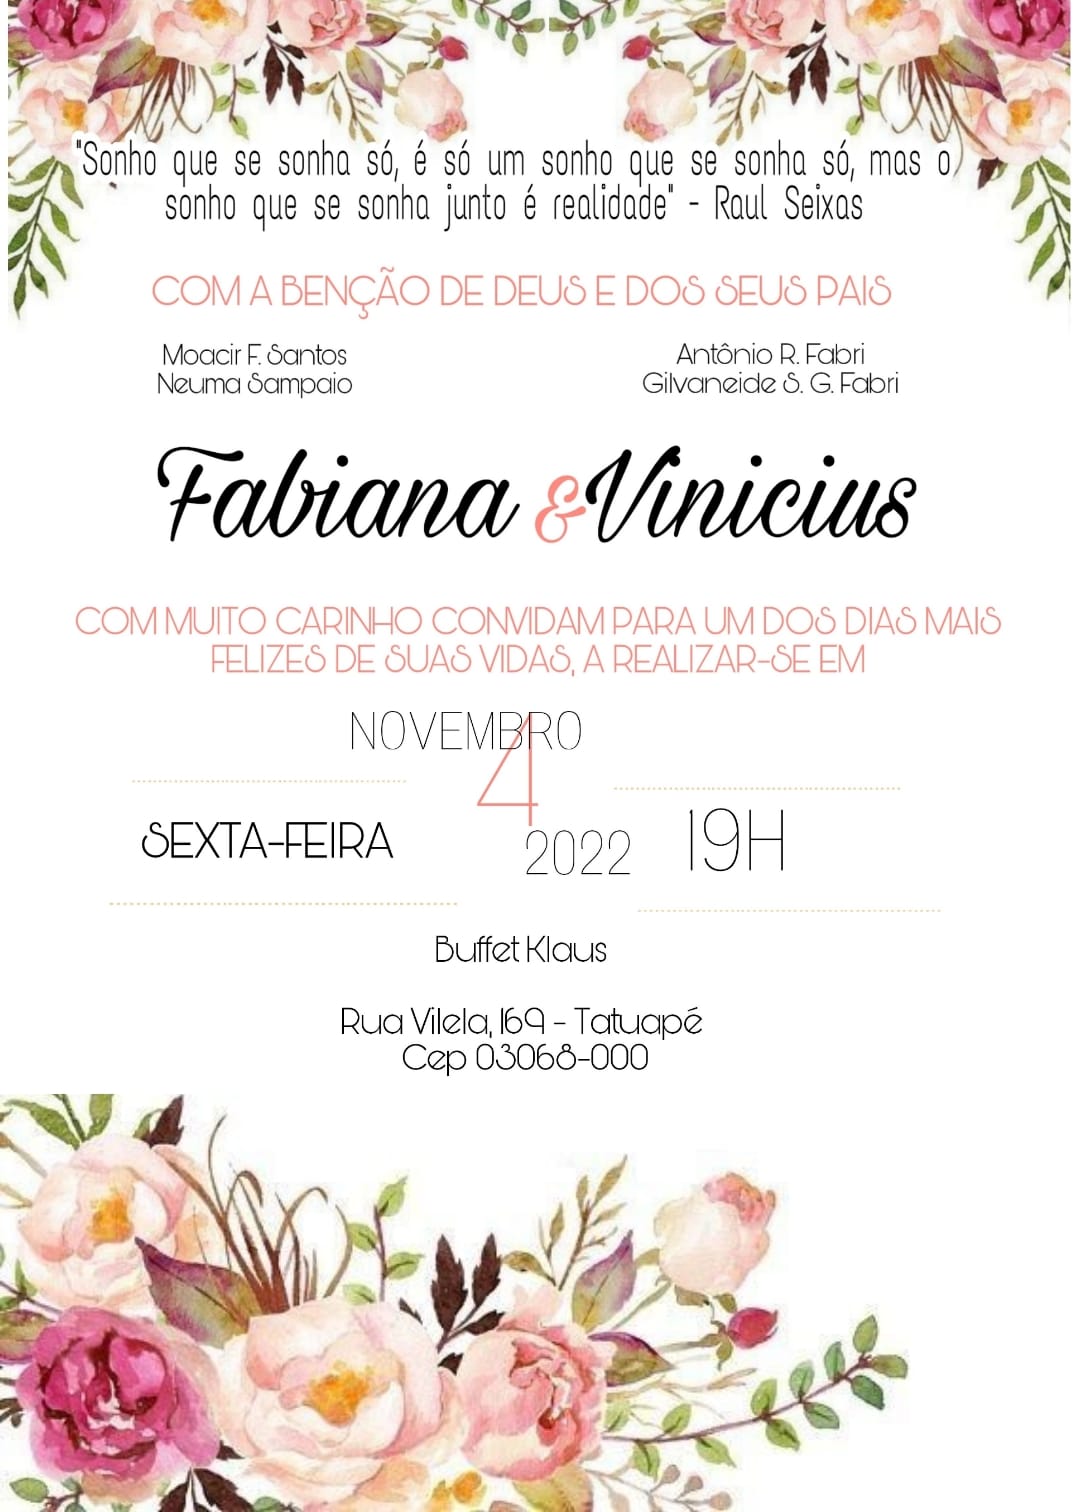 "Sonho que se sonha só, é só um sonho que se sonha só, mas o
sonho que se sonha junto é realidade" - Raul Seixas
COM A BENÇÃO DE DEUS E DOS SEUS PAIS
Moacir F. Santos
Neuma Sampaio
Antônio R. Fabri
Gilvaneide S. G. Fabri
Fabiana & Vinicius
COM MUITO CARINHO CONVIDAM PARA UM DOS DIAS MAIS
FELIZES DE SUAS VIDAS, A REALIZAR-SE EM
NOVEMBRO
4
SEXTA-FEIRA
2022
19H
Buffet Klaus
Rua Vilela, 169 - Tatuapé
Cep 03068-000